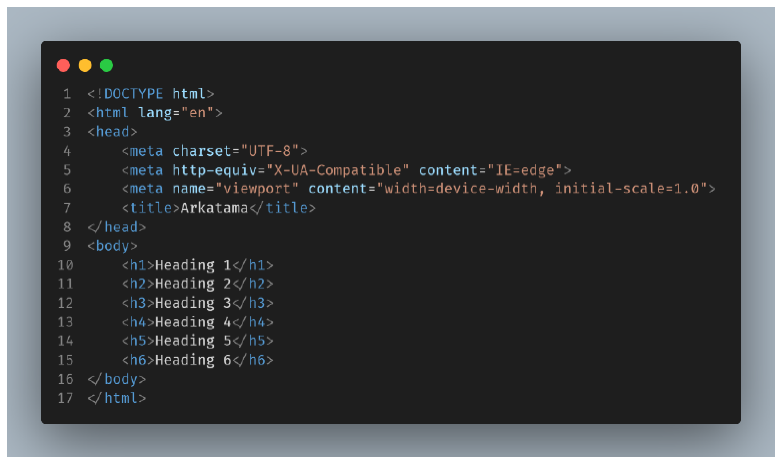 1 <!DOCTYPE html>
2 <html lang="en">
3 <head>
4     <meta charset="UTF-8">
5     <meta http-equiv="X-UA-Compatible" content="IE=edge">
6     <meta name="viewport" content="width=device-width, initial-scale=1.0">
7     <title>Arkatama</title>
8 </head>
9 <body>
10     <h1>Heading 1</h1>
11     <h2>Heading 2</h2>
12     <h3>Heading 3</h3>
13     <h4>Heading 4</h4>
14     <h5>Heading 5</h5>
15     <h6>Heading 6</h6>
16 </body>
17 </html>